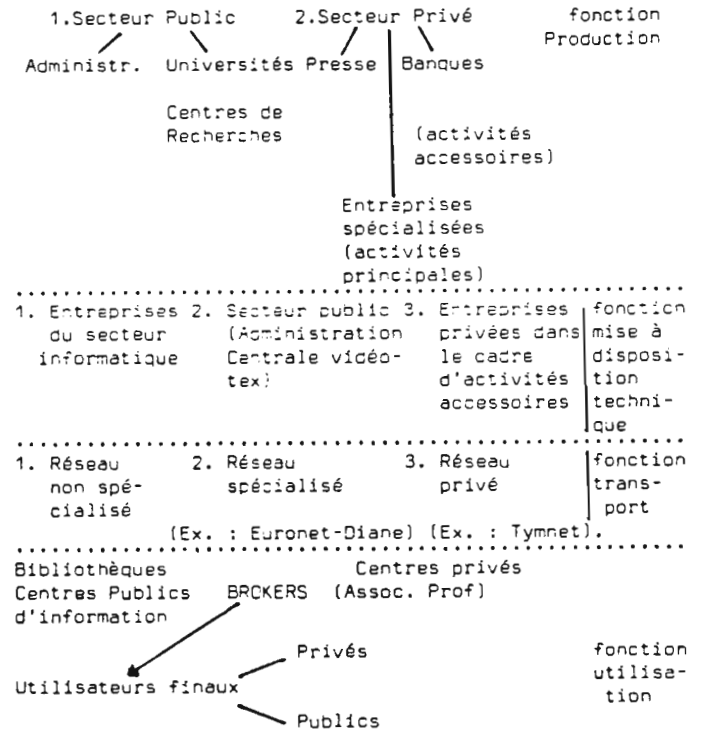 1.Secteur Public 2.Secteur Privé fonction
Production
Administr. Universités Presse Banques
Centres de
Recherches (activités
accessoires)
Entreprises
spécialisées
(activités
principales)
1. Entreprises 2. Secteur public 3. Entreprises fonction
du secteur (Administration privées dans mise à
informatique Centrale vidéo- le cadre disposi-
tex) d'activités tion
accessoires techni-
que
1. Réseau 2. Réseau 3. Réseau fonction
non spé- spécialisé privé trans-
cialisé port
(Ex. : Euronet-Diane) (Ex. : Tymnet).
Bibliothèques Centres privés
Centres Publics BROKERS (Assoc. Prof)
d'information
Privés fonction
utilisa-
Utilisateurs finaux tion
Publics